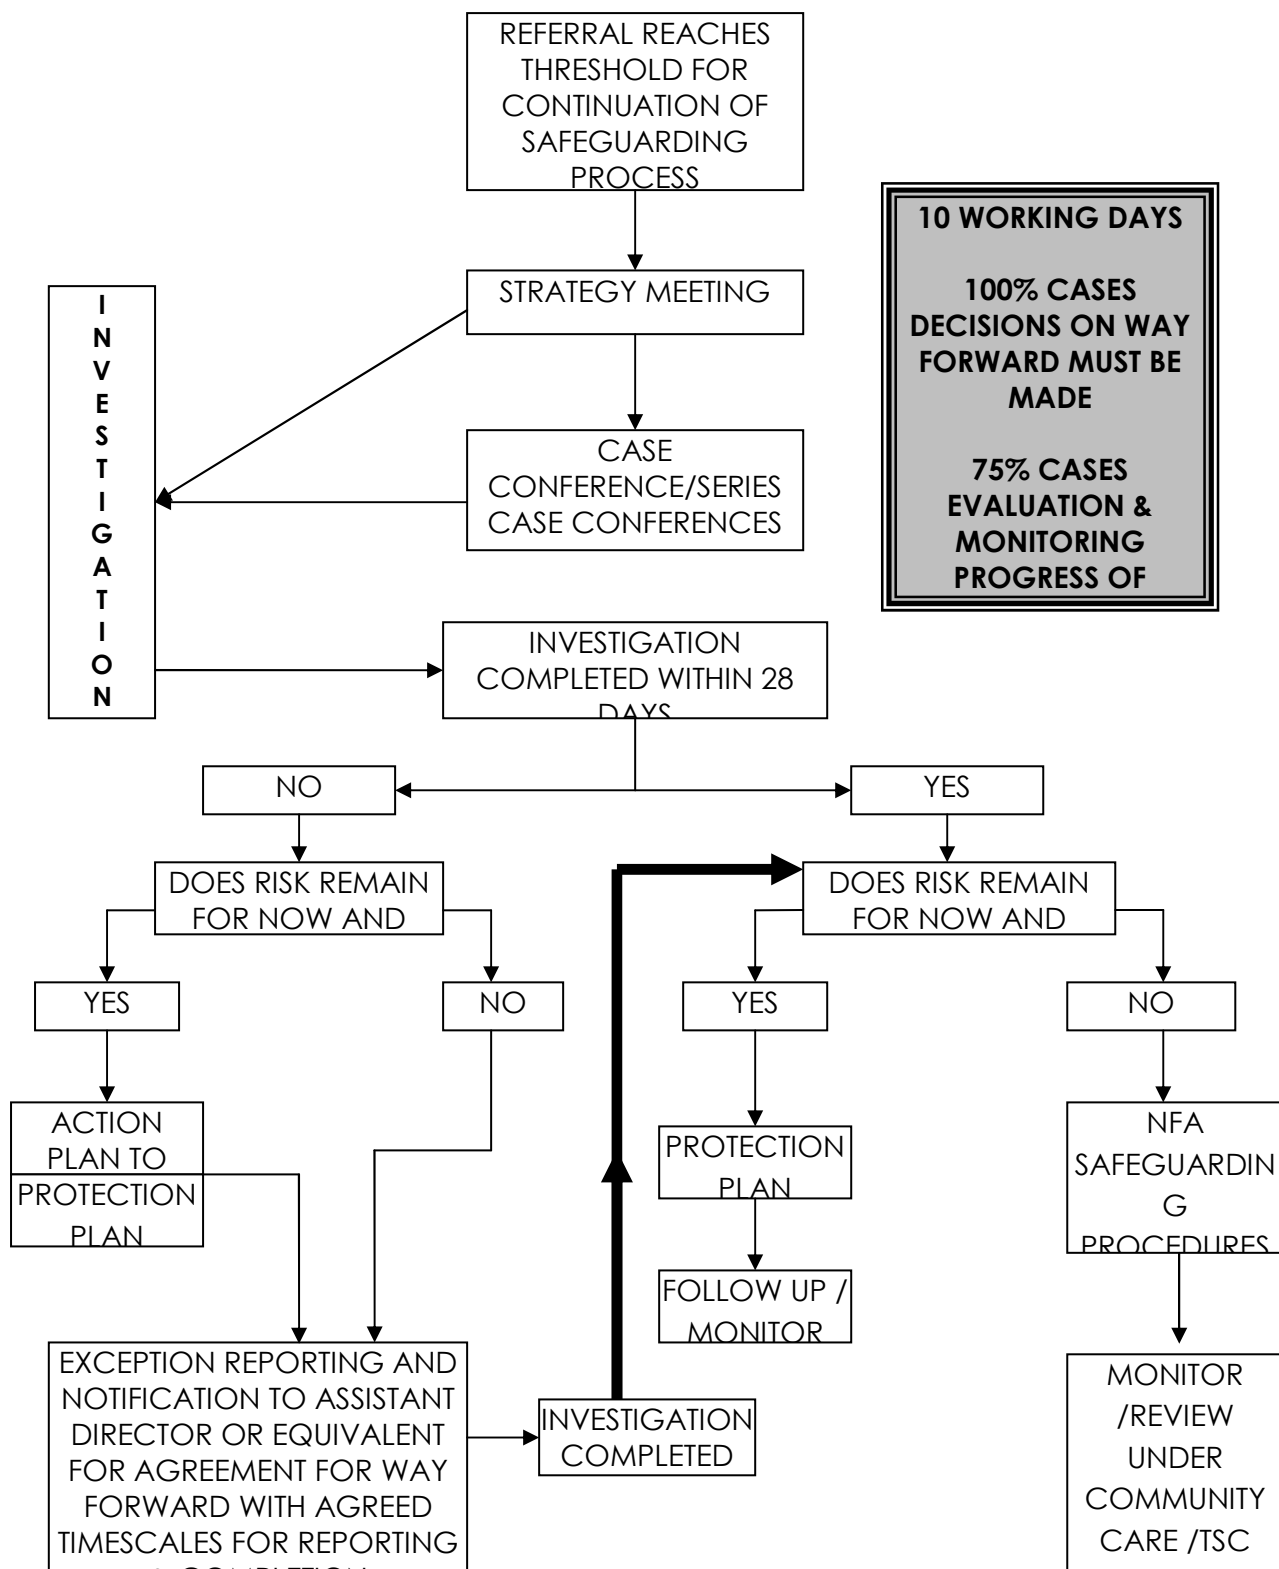 REFERRAL REACHES
THRESHOLD FOR
CONTINUATION OF
SAFEGUARDING
PROCESS
10 WORKING DAYS
100% CASES
DECISIONS ON WAY
FORWARD MUST BE
MADE
75% CASES
EVALUATION &
MONITORING
PROGRESS OF
STRATEGY MEETING
I
N
V
E
S
T
I
G
A
T
I
O
N
CASE
CONFERENCE/SERIES
CASE CONFERENCES
INVESTIGATION
COMPLETED WITHIN 28
DAYS
NO
YES
DOES RISK REMAIN
FOR NOW AND
DOES RISK REMAIN
FOR NOW AND
YES
NO
YES
NO
ACTION
PLAN TO
PROTECTION
PLAN
PROTECTION
PLAN
NFA
SAFEGUARDIN
G
PROCEDURES
FOLLOW UP /
MONITOR
EXCEPTION REPORTING AND
NOTIFICATION TO ASSISTANT
DIRECTOR OR EQUIVALENT
FOR AGREEMENT FOR WAY
FORWARD WITH AGREED
TIMESCALES FOR REPORTING
COMPLETION
INVESTIGATION
COMPLETED
MONITOR
/REVIEW
UNDER
COMMUNITY
CARE /TSC